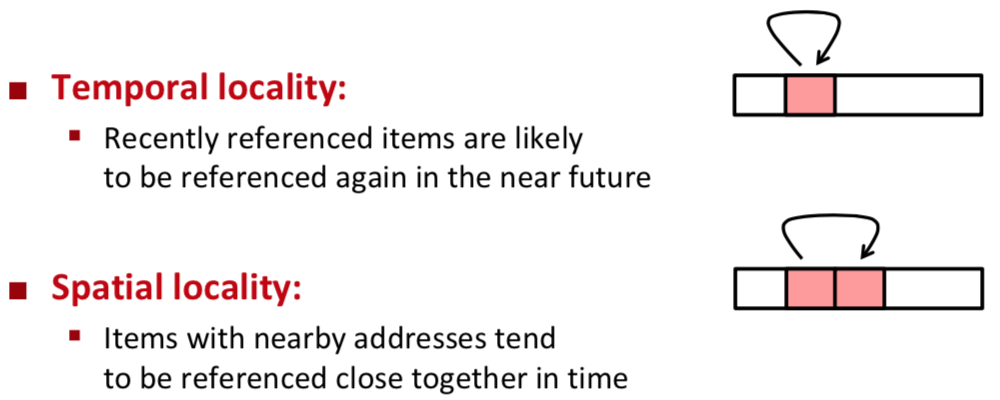 Temporal locality:
Recently referenced items are likely
to be referenced again in the near future
Spatial locality:
Items with nearby addresses tend
to be referenced close together in time